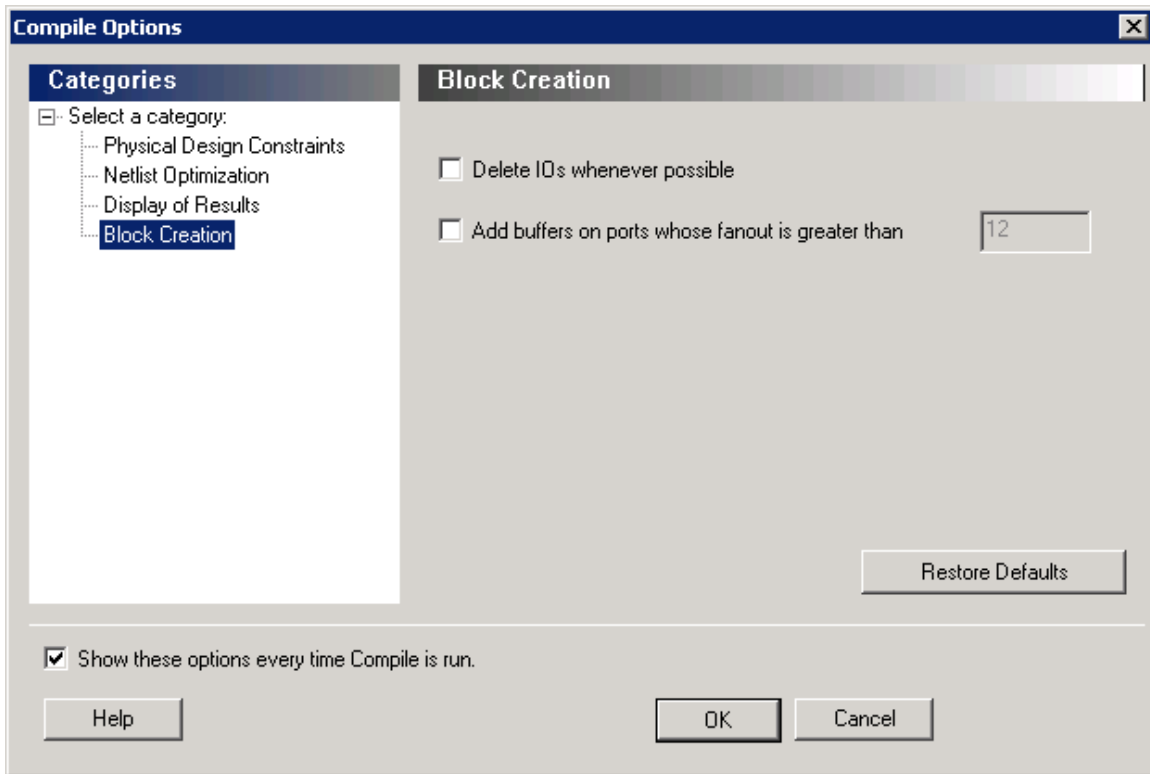 Compile Options
Categories
Select a category:
Physical Design Constraints
Netlist Optimization
Display of Results
Block Creation
Block Creation
Delete IOs whenever possible
Add buffers on ports whose fanout is greater than 12
Restore Defaults
Show these options every time Compile is run.
Help OK Cancel